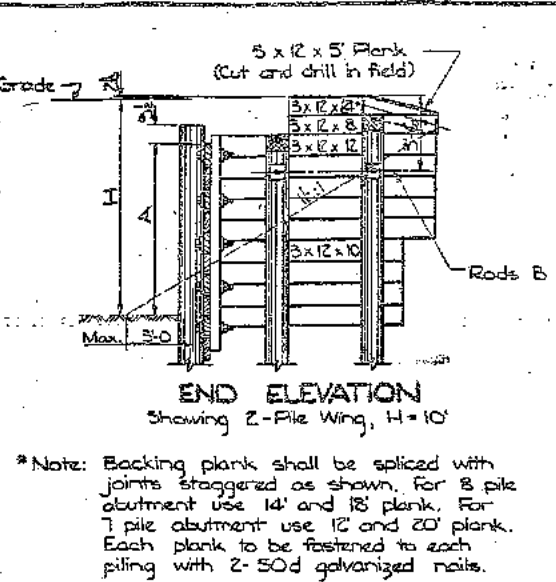 3 x 12 x 5' Plank
(Cut and drill in field)
Grade
3 x 12 x 14*
3 x 12 x 8
3 x 12 x 12
H
A
3 x 12 x 10
Rods B
Max. 3'-0
END ELEVATION
Showing 2-Pile Wing, H = 10'
*Note: Backing plank shall be spliced with
joints staggered as shown. For 8 pile
abutment use 14' and 18' plank. For
7 pile abutment use 12' and 20' plank.
Each plank to be fastened to each
piling with 2-50d galvanized nails.